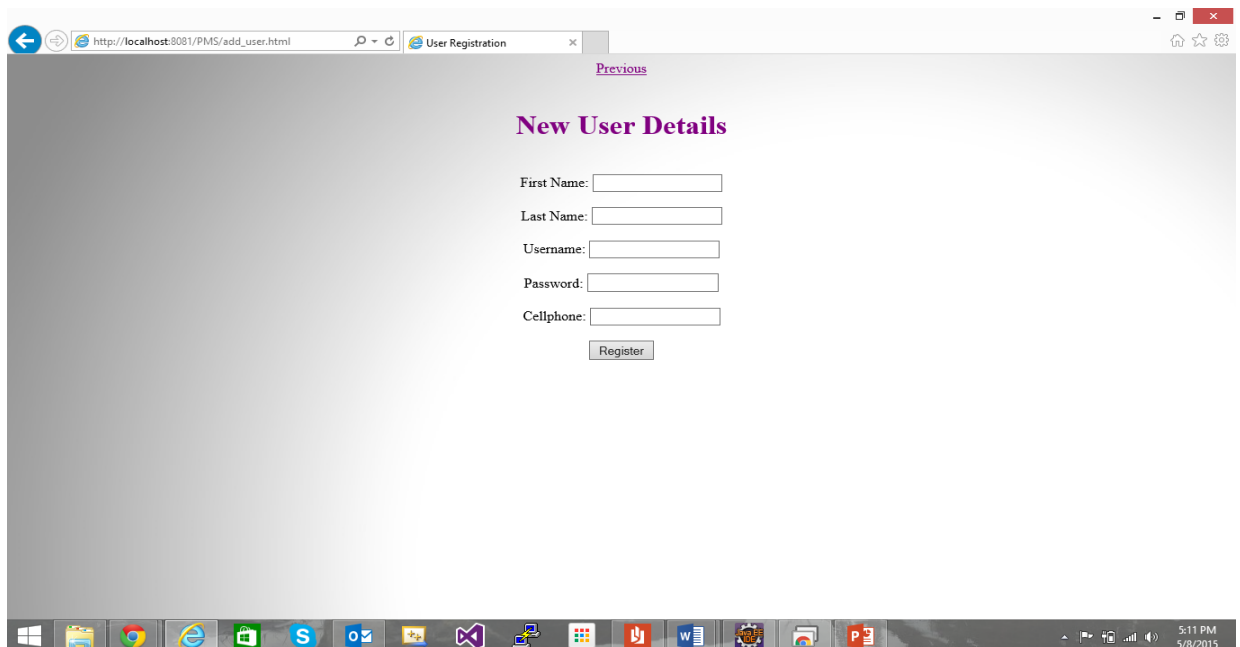 http://localhost:8081/PMS/add_user.html
User Registration
Previous
New User Details
First Name:
Last Name:
Username:
Password:
Cellphone:
Register
5:11 PM
5/8/2015